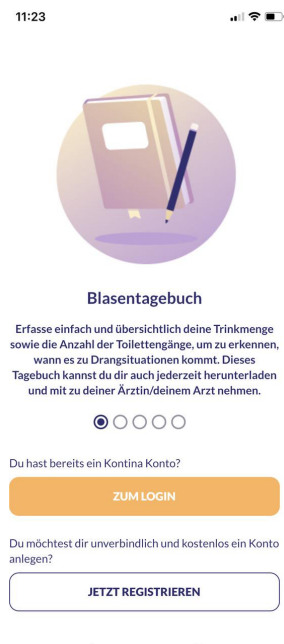 11:23
Blasentagebuch
Erfasse einfach und übersichtlich deine Trinkmenge
sowie die Anzahl der Toilettengänge, um zu erkennen,
wann es zu Drangsituationen kommt. Dieses
Tagebuch kannst du dir auch jederzeit herunterladen
und mit zu deiner Ärztin/deinem Arzt nehmen.
Du hast bereits ein Kontina Konto?
ZUM LOGIN
Du möchtest dir unverbindlich und kostenlos ein Konto
anlegen?
JETZT REGISTRIEREN